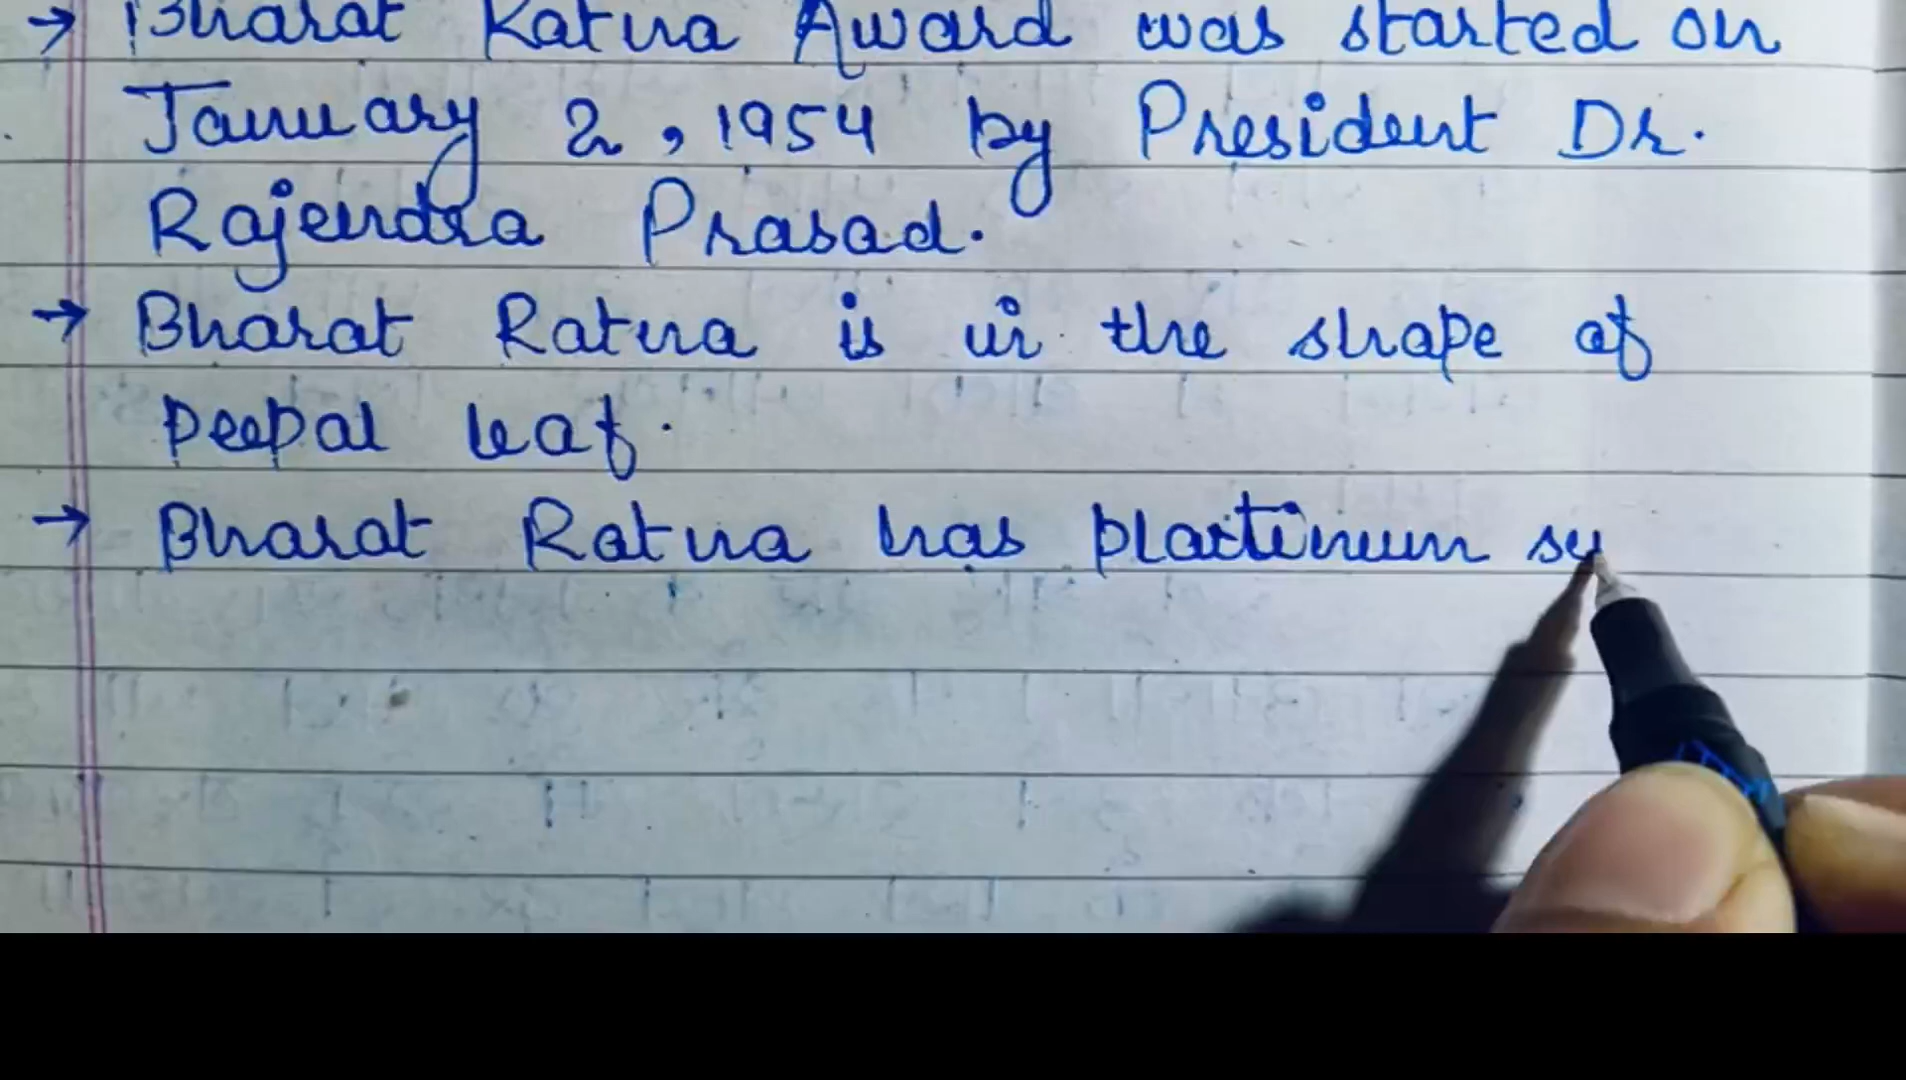 → Bharat Ratna Award was started on
January 2, 1954 by President Dr.
Rajendra Prasad.
→ Bharat Ratna is in the shape of
peepal leaf.
→ Bharat Ratna has platinum